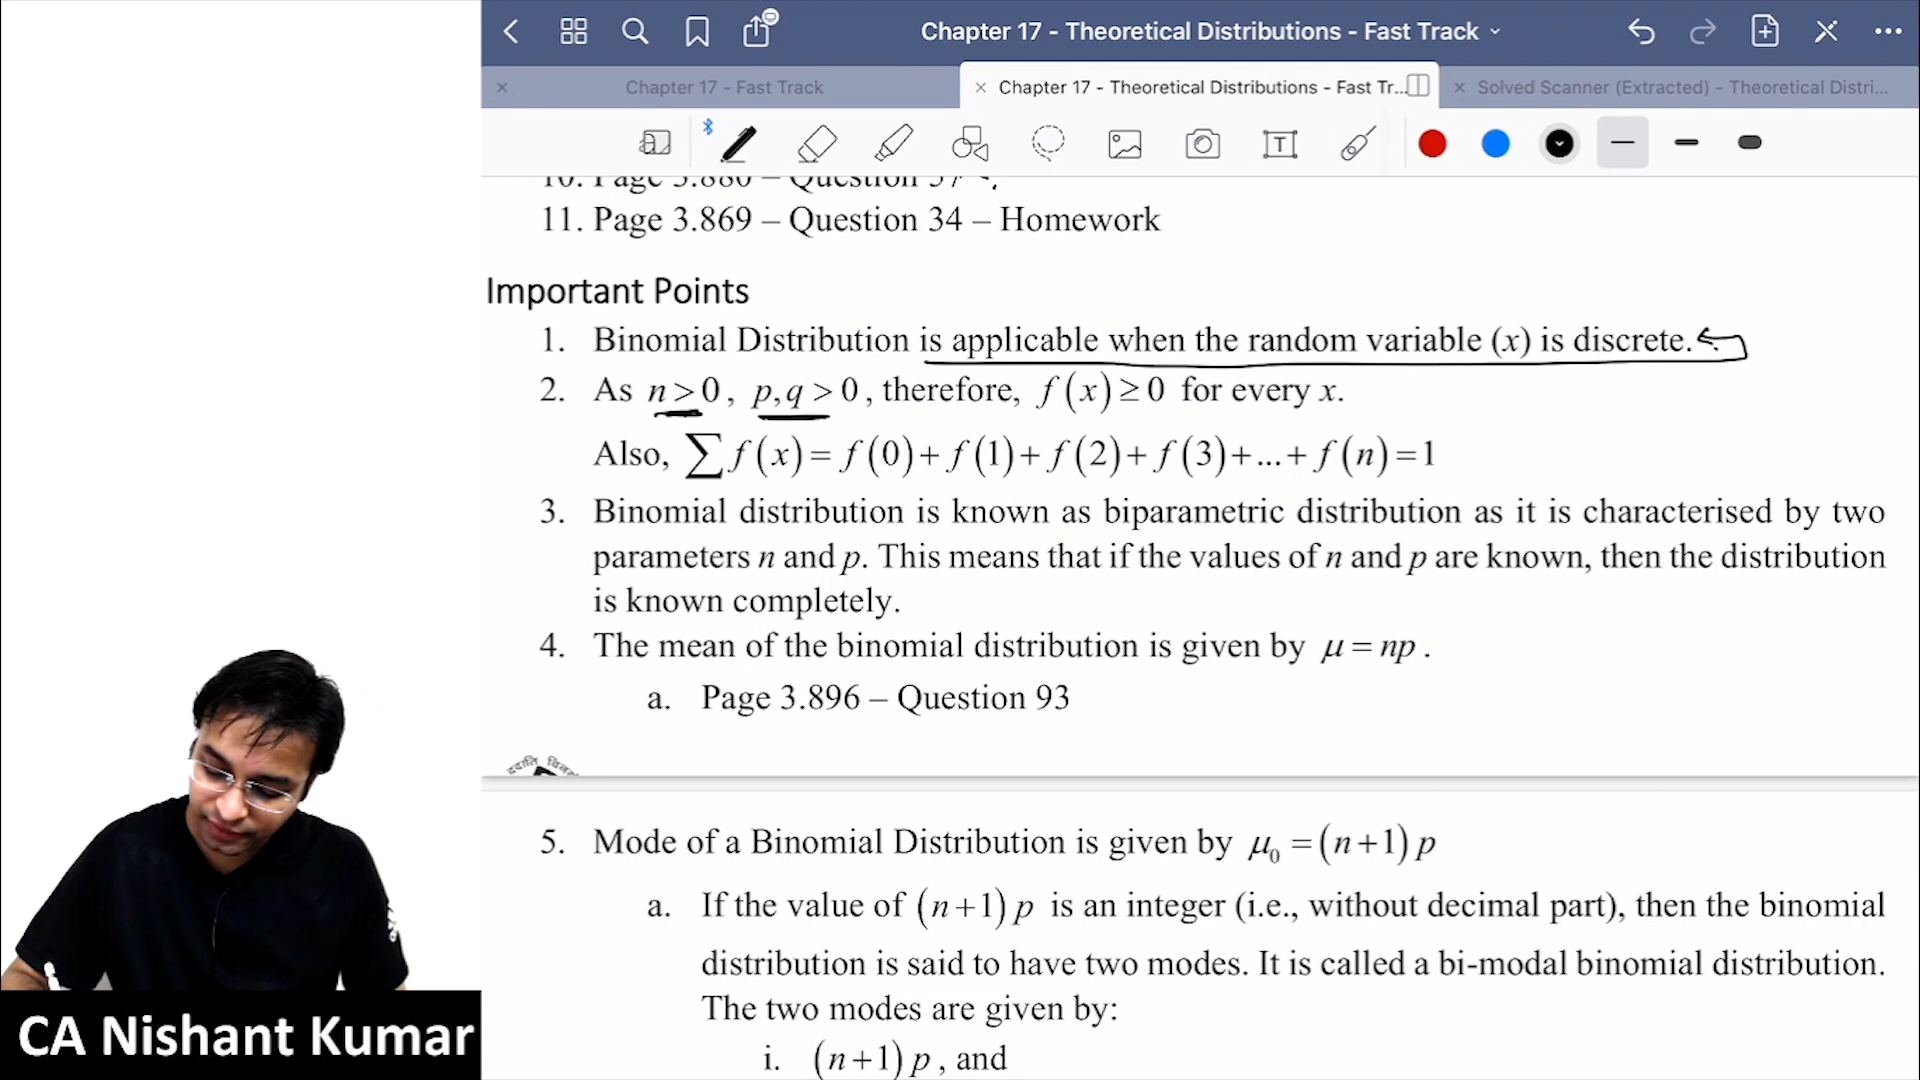 Chapter 17 - Theoretical Distributions - Fast Track
Chapter 17 - Fast Track
Chapter 17 - Theoretical Distributions - Fast Tr...
Solved Scanner (Extracted) - Theoretical Distri...
10. Page 3.880 – Question 57
11. Page 3.869 – Question 34 – Homework
Important Points
1. Binomial Distribution is applicable when the random variable (x) is discrete.
2. As n > 0, p, q > 0, therefore, f(x) ≥ 0 for every x.
Also, ∑ f(x) = f(0) + f(1) + f(2) + f(3) + ... + f(n) = 1
3. Binomial distribution is known as biparametric distribution as it is characterised by two
parameters n and p. This means that if the values of n and p are known, then the distribution
is known completely.
4. The mean of the binomial distribution is given by μ = np.
a. Page 3.896 – Question 93
5. Mode of a Binomial Distribution is given by μ₀ = (n+1)p
a. If the value of (n+1)p is an integer (i.e., without decimal part), then the binomial
distribution is said to have two modes. It is called a bi-modal binomial distribution.
The two modes are given by:
i. (n+1)p, and
CA Nishant Kumar